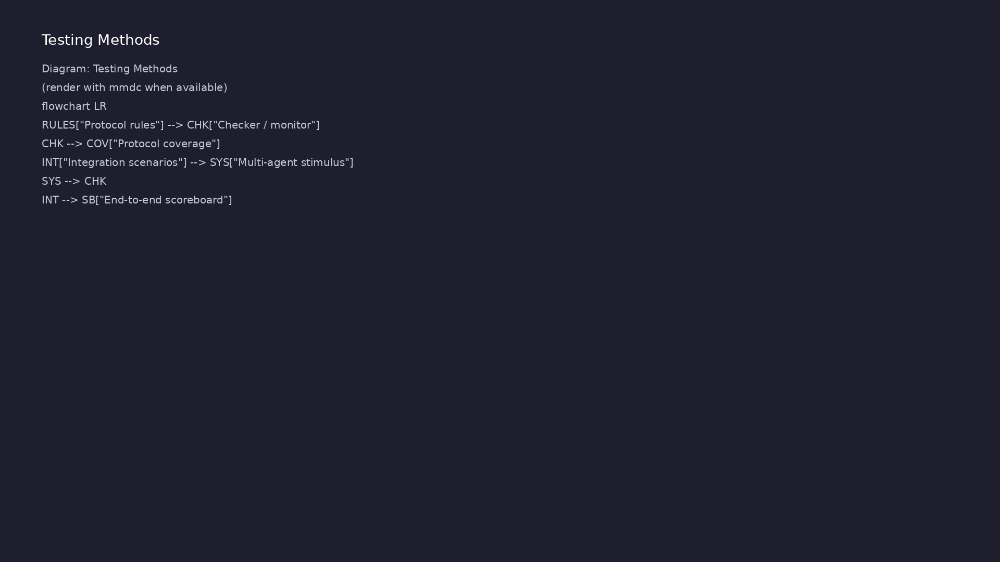 Testing Methods
Diagram: Testing Methods
(render with mmdc when available)
flowchart LR
RULES["Protocol rules"] --> CHK["Checker / monitor"]
CHK --> COV["Protocol coverage"]
INT["Integration scenarios"] --> SYS["Multi-agent stimulus"]
SYS --> CHK
INT --> SB["End-to-end scoreboard"]